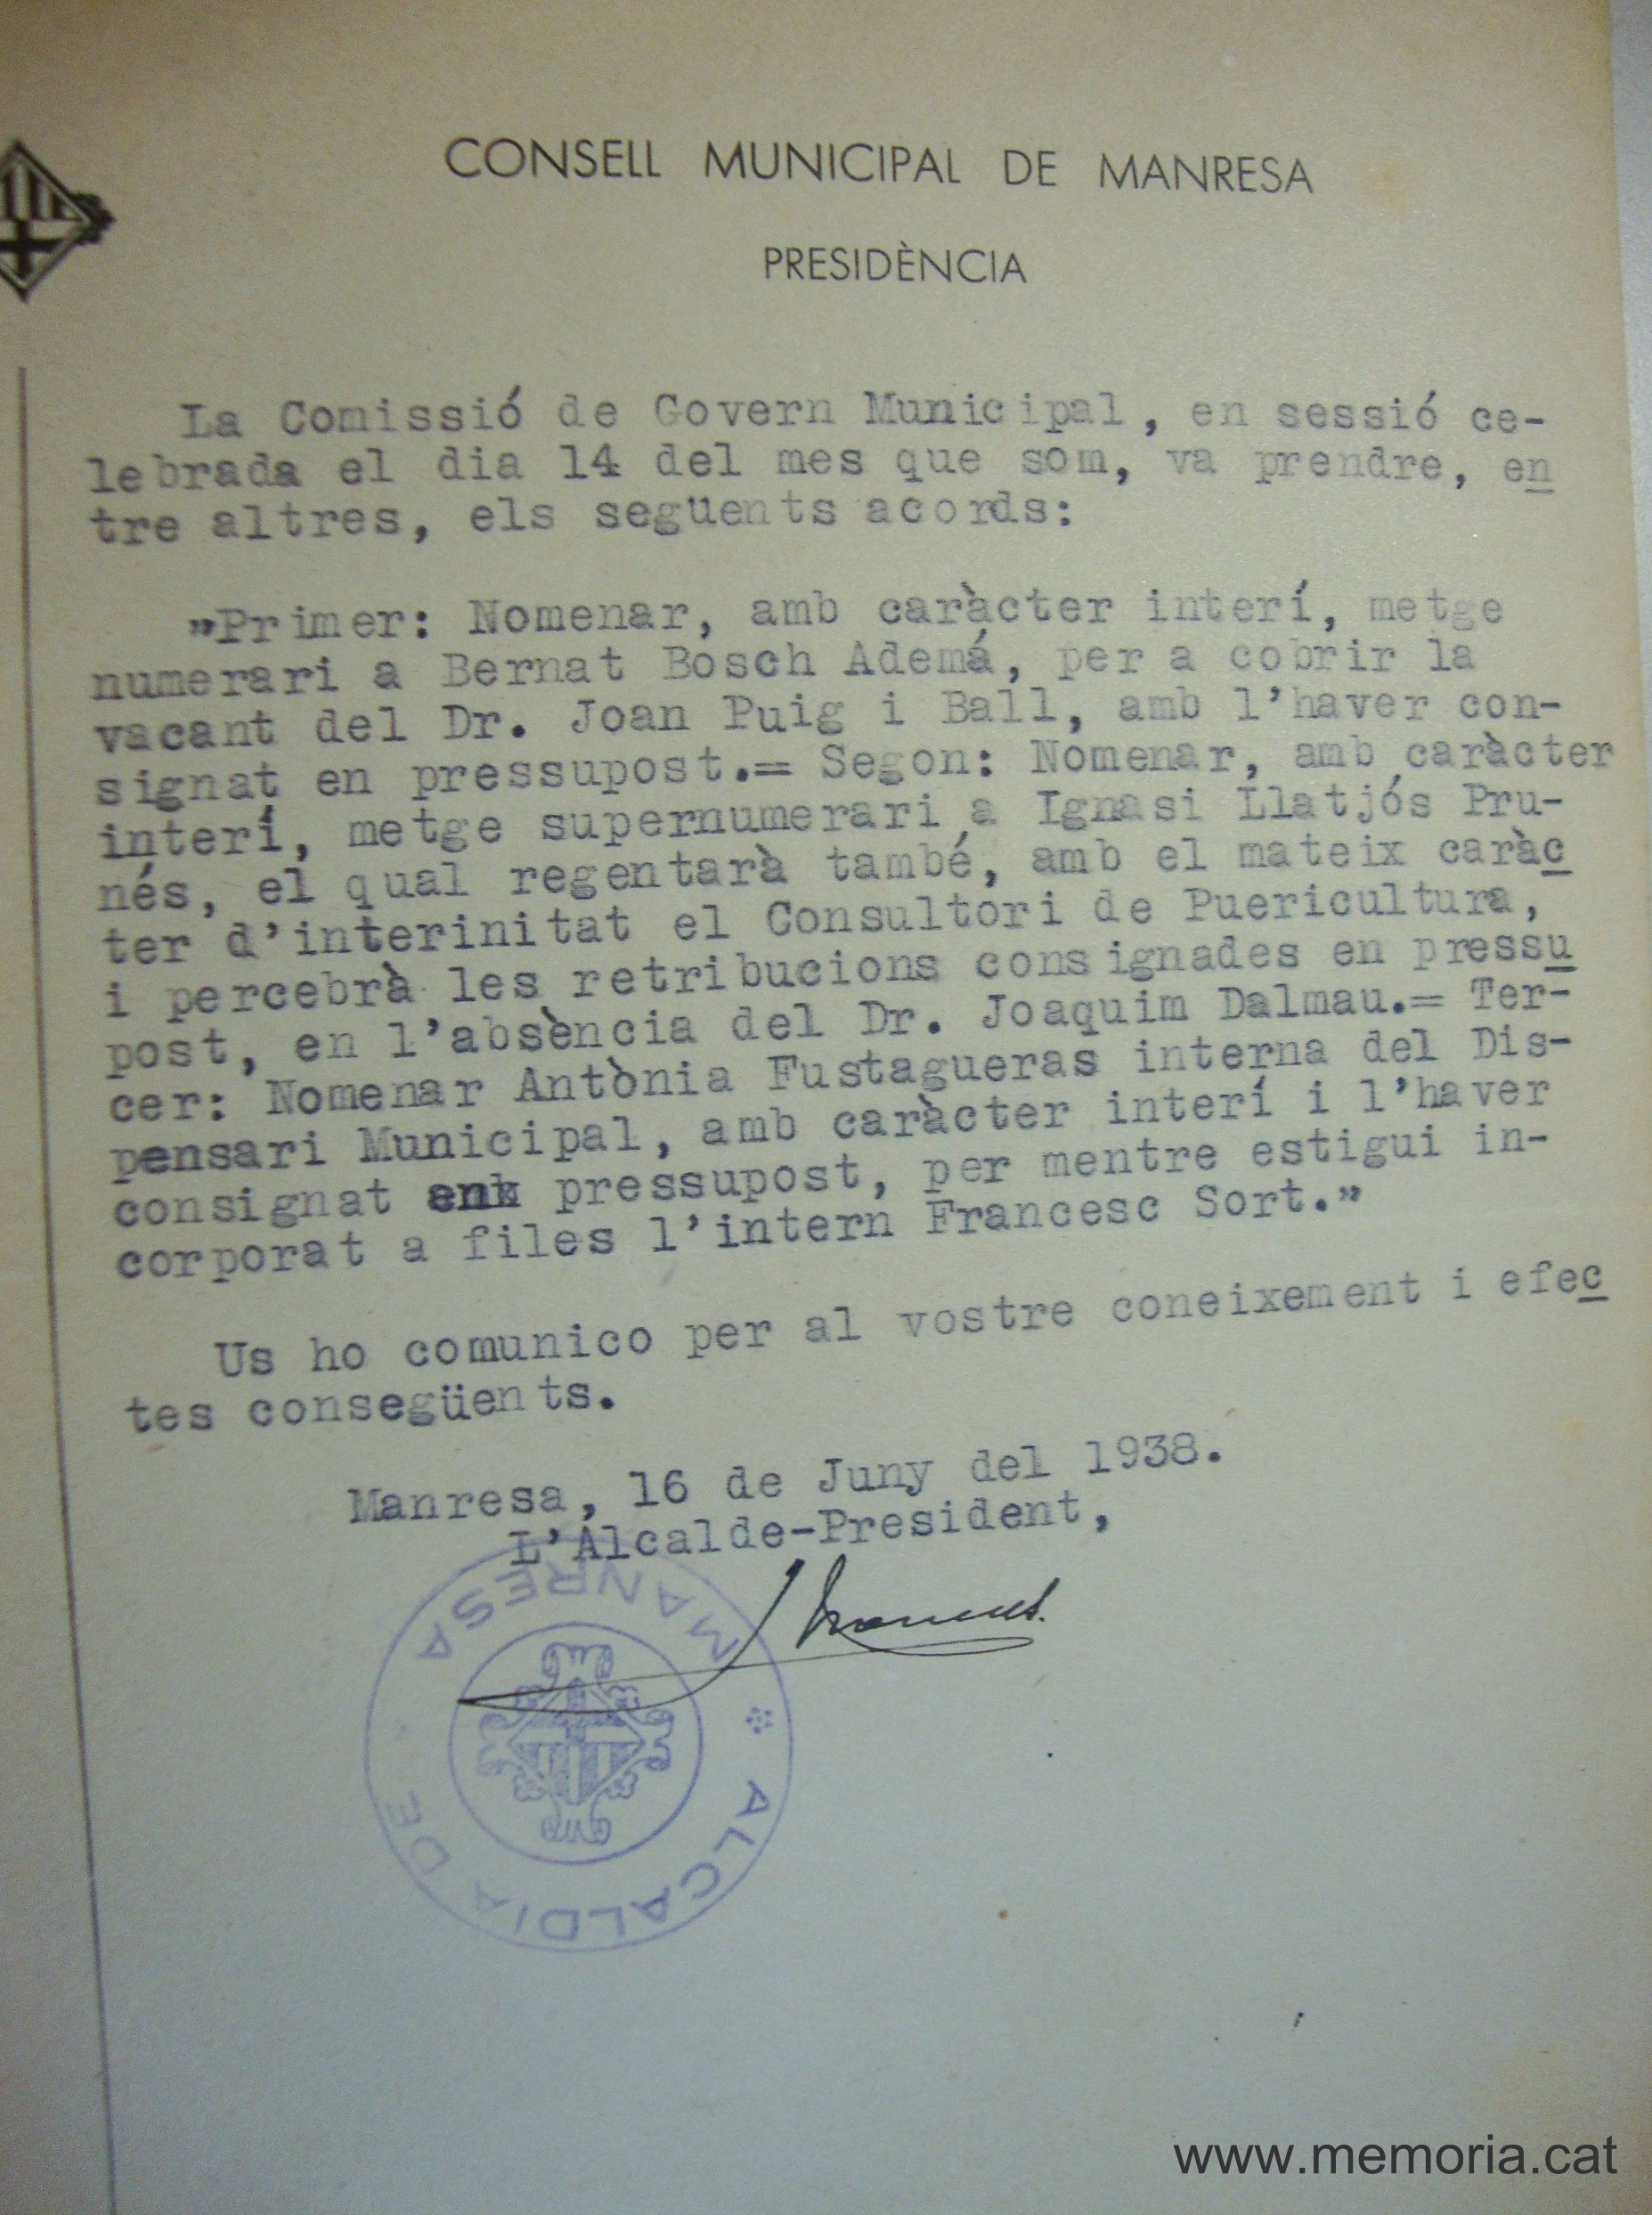 CONSELL MUNICIPAL DE MANRESA
PRESIDÈNCIA
La Comissió de Govern Municipal, en sessió ce-
lebrada el dia 14 del mes que som, va prendre, en
tre altres, els seguents acords:
"Primer: Nomenar, amb caràcter interí, metge
numerari a Bernat Bosch Ademá, per a cobrir la
vacant del Dr. Joan Puig i Ball, amb l'haver con-
signat en pressupost.= Segon: Nomenar, amb caràcter
interí, metge supernumerari a Ignasi Llatjós Pru-
nés, el qual regentarà també, amb el mateix caràc
ter d'interinitat el Consultori de Puericultura,
i percebrà les retribucions consignades en pressu
post, en l'absència del Dr. Joaquim Dalmau.= Ter-
cer: Nomenar Antònia Fustagueras interna del Dis-
pensari Municipal, amb caràcter interí i l'haver
consignat en pressupost, per mentre estigui in-
corporat a files l'intern Francesc Sort."
Us ho comunico per al vostre coneixement i efec
tes consegüents.
Manresa, 16 de Juny del 1938.
L'Alcalde-President,
ALCALDIA DE MANRESA
www.memoria.cat